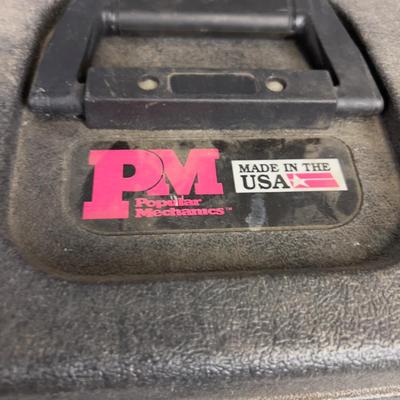 PM
Popular
Mechanics™
MADE IN THE
USA